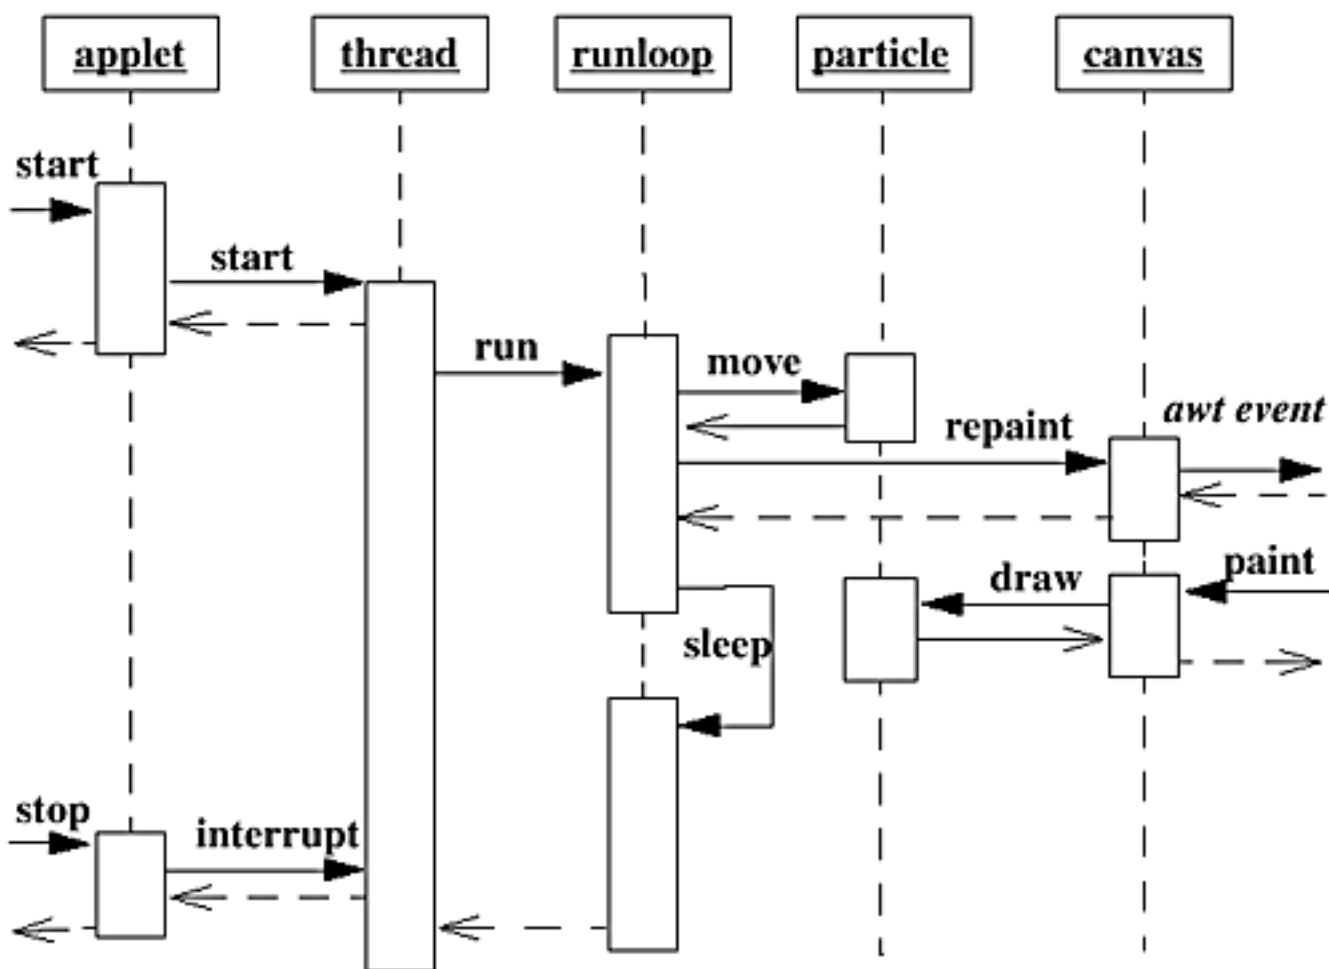 applet
thread
runloop
particle
canvas
start
start
run
move
awt event
repaint
paint
draw
sleep
stop
interrupt